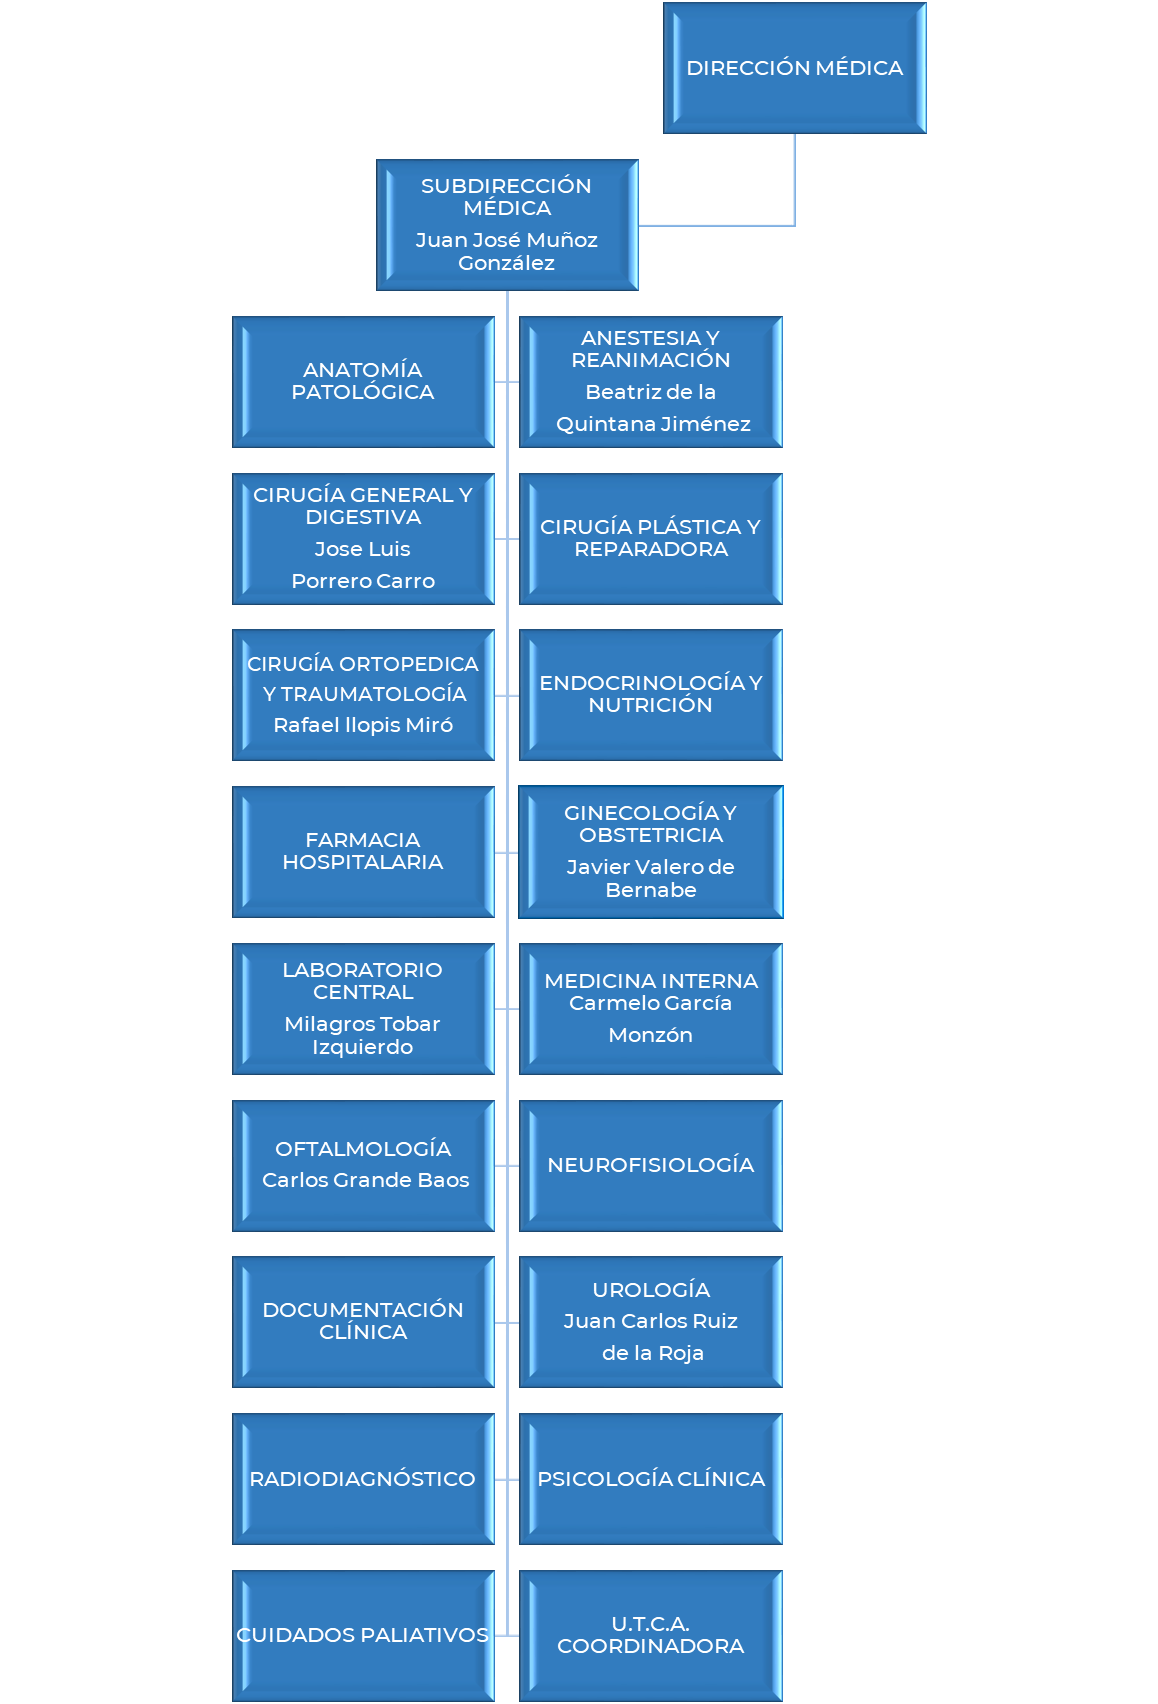 DIRECCIÓN MÉDICA
SUBDIRECCIÓN
MÉDICA
Juan José Muñoz
González
ANATOMÍA
PATOLÓGICA
ANESTESIA Y
REANIMACIÓN
Beatriz de la
Quintana Jiménez
CIRUGÍA GENERAL Y
DIGESTIVA
Jose Luis
Porrero Carro
CIRUGÍA PLÁSTICA Y
REPARADORA
CIRUGÍA ORTOPEDICA
Y TRAUMATOLOGÍA
Rafael llopis Miró
ENDOCRINOLOGÍA Y
NUTRICIÓN
FARMACIA
HOSPITALARIA
GINECOLOGÍA Y
OBSTETRICIA
Javier Valero de
Bernabe
LABORATORIO
CENTRAL
Milagros Tobar
Izquierdo
MEDICINA INTERNA
Carmelo García
Monzón
OFTALMOLOGÍA
Carlos Grande Baos
NEUROFISIOLOGÍA
DOCUMENTACIÓN
CLÍNICA
UROLOGÍA
Juan Carlos Ruiz
de la Roja
RADIODIAGNÓSTICO
PSICOLOGÍA CLÍNICA
CUIDADOS PALIATIVOS
U.T.C.A.
COORDINADORA